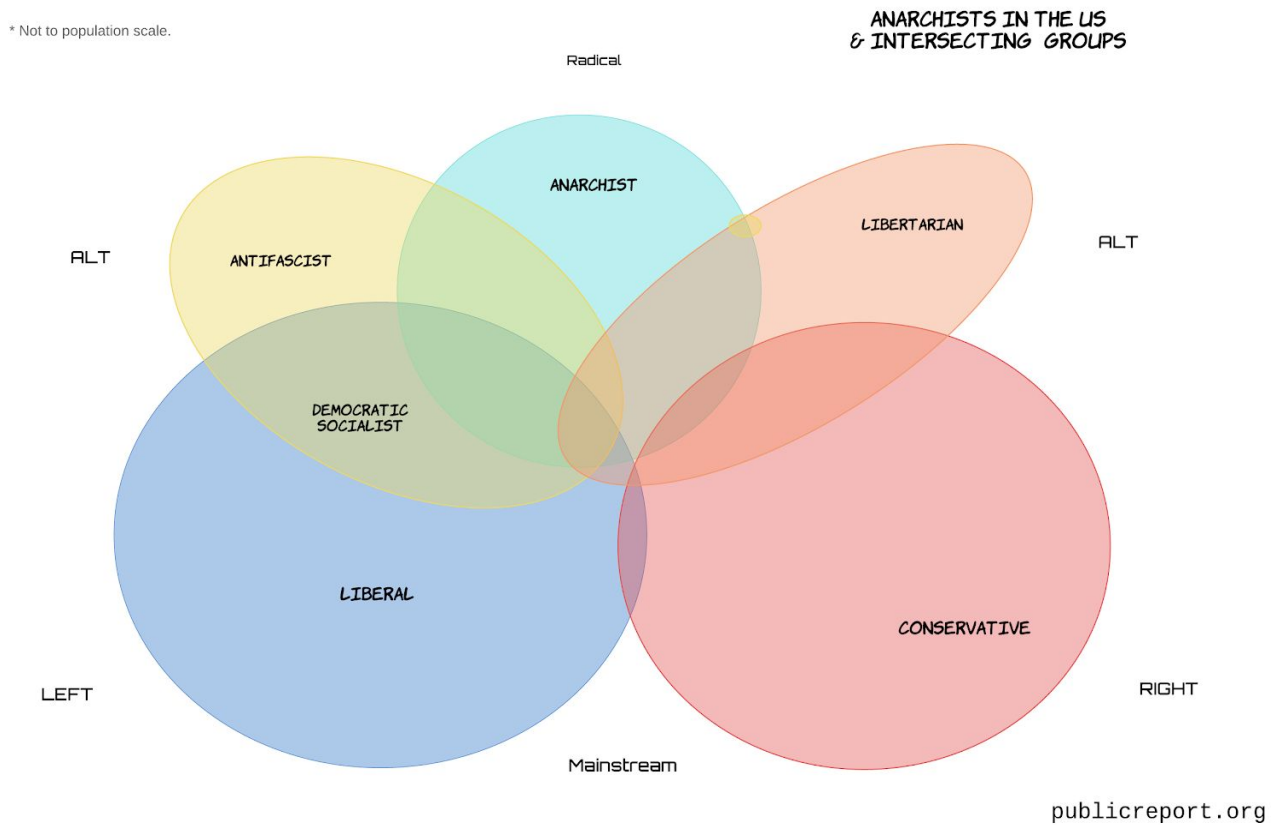 ANARCHISTS IN THE US
& INTERSECTING GROUPS
* Not to population scale.
Radical
ANARCHIST
LIBERTARIAN
ALT
ANTIFASCIST
ALT
DEMOCRATIC
SOCIALIST
LIBERAL
CONSERVATIVE
LEFT
RIGHT
Mainstream
publicreport.org